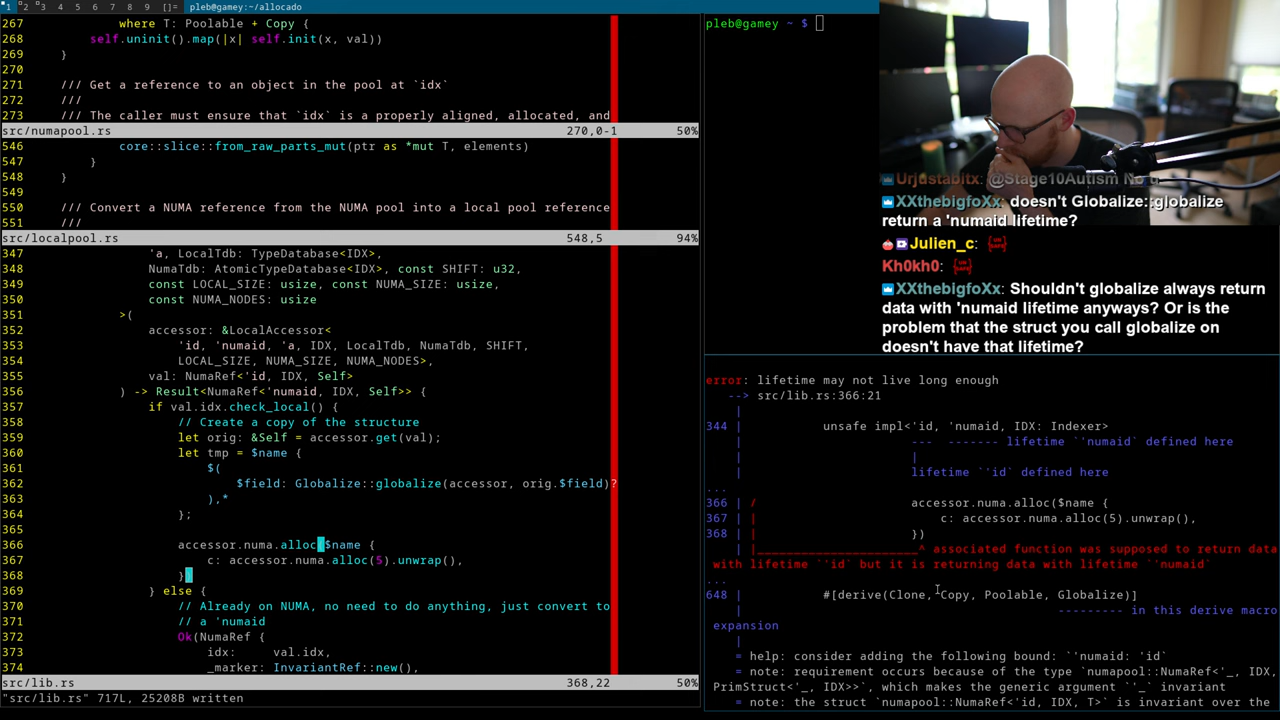 1 2 3 4 5 6 7 8 9 []= pleb@gamey:~/allocado
267 where T: Poolable + Copy {
268 self.uninit().map(|x| self.init(x, val))
269 }
270
271 /// Get a reference to an object in the pool at `idx`
272 ///
273 /// The caller must ensure that `idx` is a properly aligned, allocated, and
src/numapool.rs 270,0-1 50%
546 core::slice::from_raw_parts_mut(ptr as *mut T, elements)
547 }
548 }
549
550 /// Convert a NUMA reference from the NUMA pool into a local pool reference
551 ///
src/localpool.rs 548,5 94%
347 'a, LocalTdb: TypeDatabase<IDX>,
348 NumaTdb: AtomicTypeDatabase<IDX>, const SHIFT: u32,
349 const LOCAL_SIZE: usize, const NUMA_SIZE: usize,
350 const NUMA_NODES: usize
351 >(
352 accessor: &LocalAccessor<
353 'id, 'numaid, 'a, IDX, LocalTdb, NumaTdb, SHIFT,
354 LOCAL_SIZE, NUMA_SIZE, NUMA_NODES>,
355 val: NumaRef<'id, IDX, Self>
356 ) -> Result<NumaRef<'numaid, IDX, Self>> {
357 if val.idx.check_local() {
358 // Create a copy of the structure
359 let orig: &Self = accessor.get(val);
360 let tmp = $name {
361 $(
362 $field: Globalize::globalize(accessor, orig.$field)?
363 ),*
364 };
365
366 accessor.numa.alloc($name {
367 c: accessor.numa.alloc(5).unwrap(),
368 })
369 } else {
370 // Already on NUMA, no need to do anything, just convert to
371 // a 'numaid
372 Ok(NumaRef {
373 idx: val.idx,
374 _marker: InvariantRef::new(),
src/lib.rs 368,22 50%
"src/lib.rs" 717L, 25208B written
pleb@gamey ~ $
Urjustabitx: @Stage10Autism No u
XXthebigfoXx: doesn't Globalize::globalize
return a 'numaid lifetime?
Julien_c:
Kh0kh0:
XXthebigfoXx: Shouldn't globalize always return
data with 'numaid lifetime anyways? Or is the
problem that the struct you call globalize on
doesn't have that lifetime?
error: lifetime may not live long enough
--> src/lib.rs:366:21
|
344 | unsafe impl<'id, 'numaid, IDX: Indexer>
| --- ------- lifetime `'numaid` defined here
| |
| lifetime `'id` defined here
...
366 | / accessor.numa.alloc($name {
367 | | c: accessor.numa.alloc(5).unwrap(),
368 | | })
| |______________________^ associated function was supposed to return data
with lifetime `'id` but it is returning data with lifetime `'numaid`
...
648 | #[derive(Clone, Copy, Poolable, Globalize)]
| --------- in this derive macro
expansion
|
= help: consider adding the following bound: `'numaid: 'id`
= note: requirement occurs because of the type `numapool::NumaRef<'_, IDX,
PrimStruct<'_, IDX>>`, which makes the generic argument `'_` invariant
= note: the struct `numapool::NumaRef<'id, IDX, T>` is invariant over the